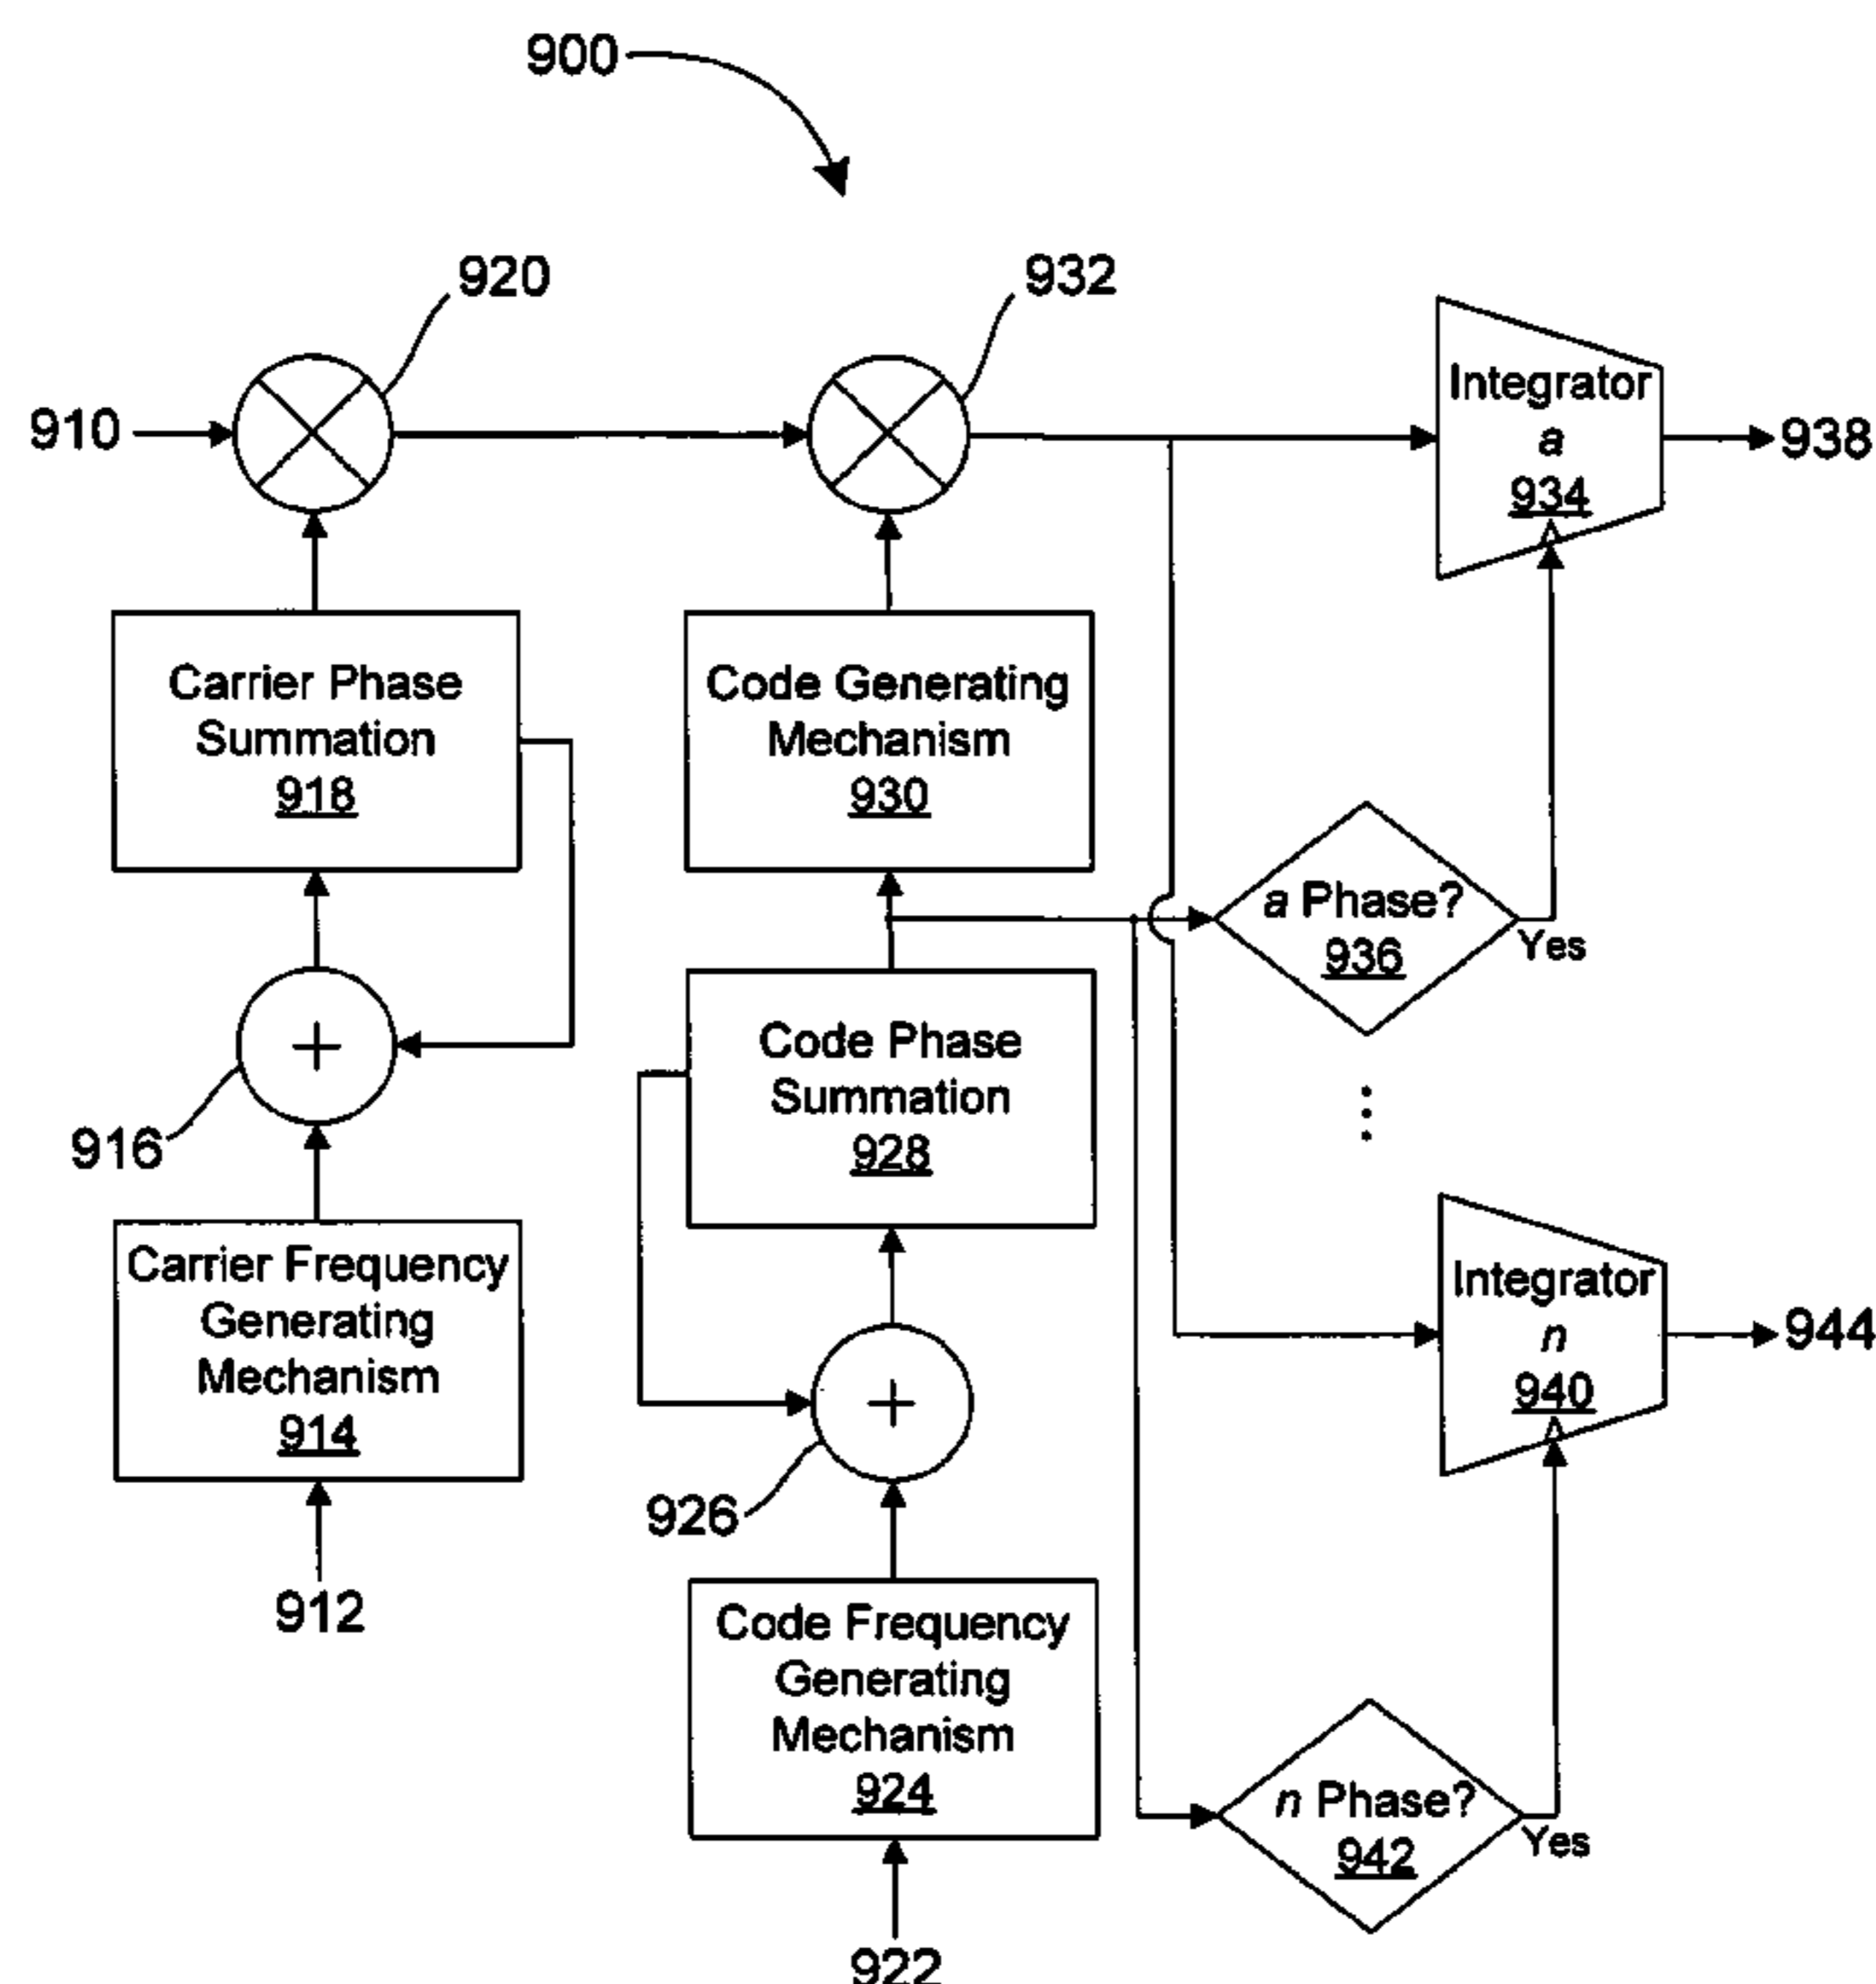 900
920
932
910
Integrator
a
934
938
Carrier Phase
Summation
918
Code Generating
Mechanism
930
a Phase?
936
Yes
916
Code Phase
Summation
928
Carrier Frequency
Generating
Mechanism
914
Integrator
n
940
944
926
912
Code Frequency
Generating
Mechanism
924
n Phase?
942
Yes
922